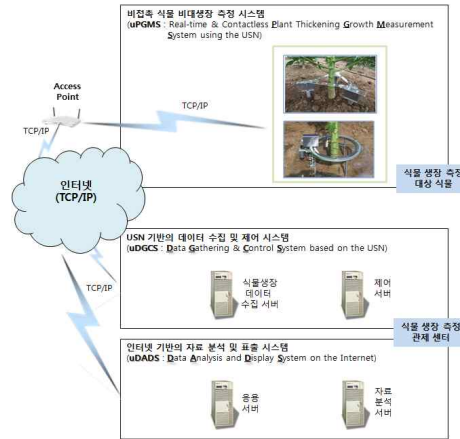 비접촉 식물 비대생장 측정 시스템
(uPGMS : Real-time & Contactless Plant Thickening Growth Measurement
System using the USN)
Access
Point
TCP/IP
TCP/IP
식물 생장 측정
대상 식물
인터넷
(TCP/IP)
USN 기반의 데이터 수집 및 제어 시스템
(uDGCS : Data Gathering & Control System based on the USN)
TCP/IP
식물생장
데이터
수집 서버
제어
서버
식물 생장 측정
관제 센터
인터넷 기반의 자료 분석 및 표출 시스템
(uDADS : Data Analysis and Display System on the Internet)
응용
서버
자료
분석
서버